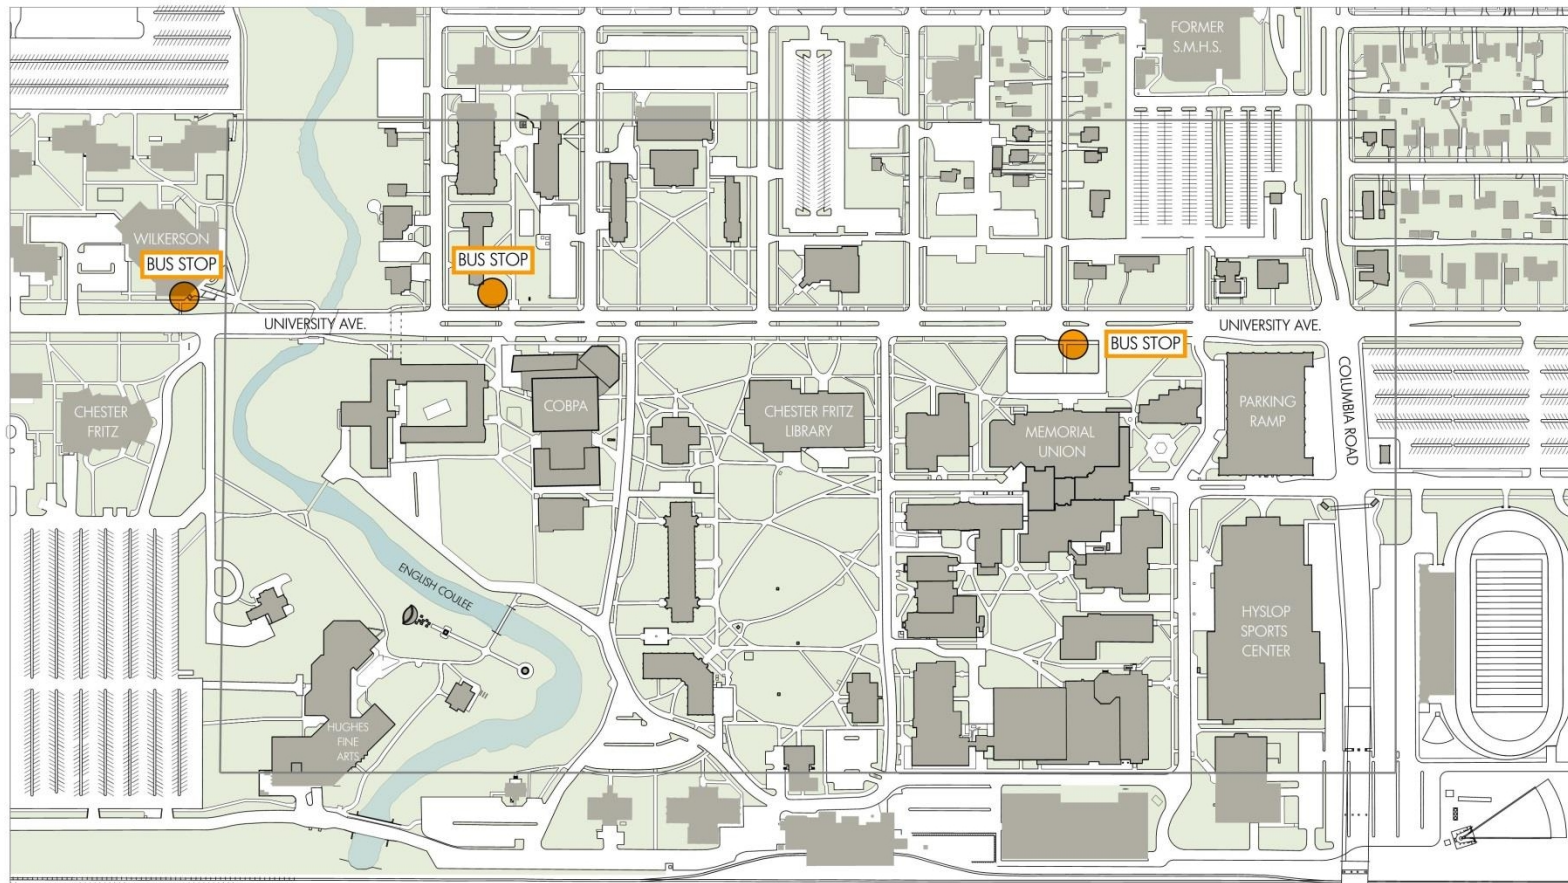 FORMER
S.M.H.S.
WILKERSON
BUS STOP
BUS STOP
UNIVERSITY AVE.
UNIVERSITY AVE.
BUS STOP
CHESTER
FRITZ
COBPA
CHESTER FRITZ
LIBRARY
MEMORIAL
UNION
PARKING
RAMP
COLUMBIA ROAD
ENGLISH COULEE
HYSLOP
SPORTS
CENTER
HUGHES
FINE
ARTS